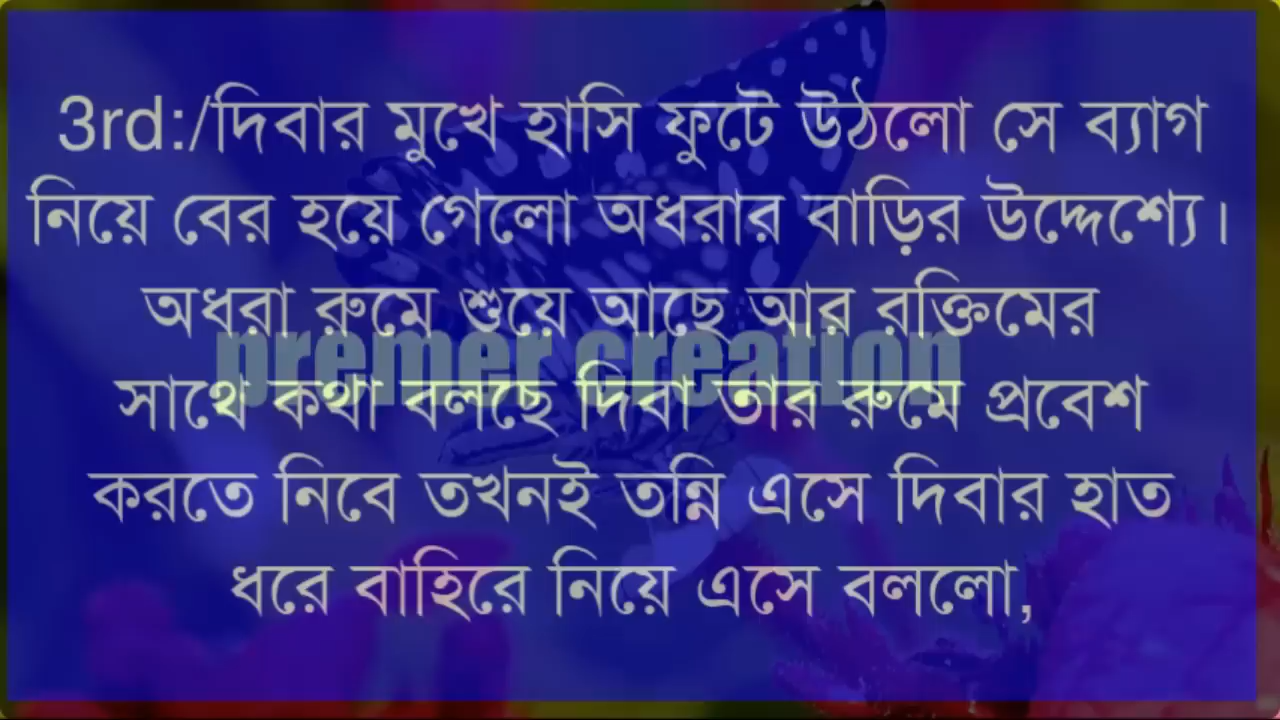 3rd:/দিবার মুখে হাসি ফুটে উঠলো সে ব্যাগ
নিয়ে বের হয়ে গেলো অধরার বাড়ির উদ্দেশ্যে।
অধরা রুমে শুয়ে আছে আর রক্তিমের
premer creation
সাথে কথা বলছে দিবা তার রুমে প্রবেশ
করতে নিবে তখনই তন্নি এসে দিবার হাত
ধরে বাহিরে নিয়ে এসে বললো,